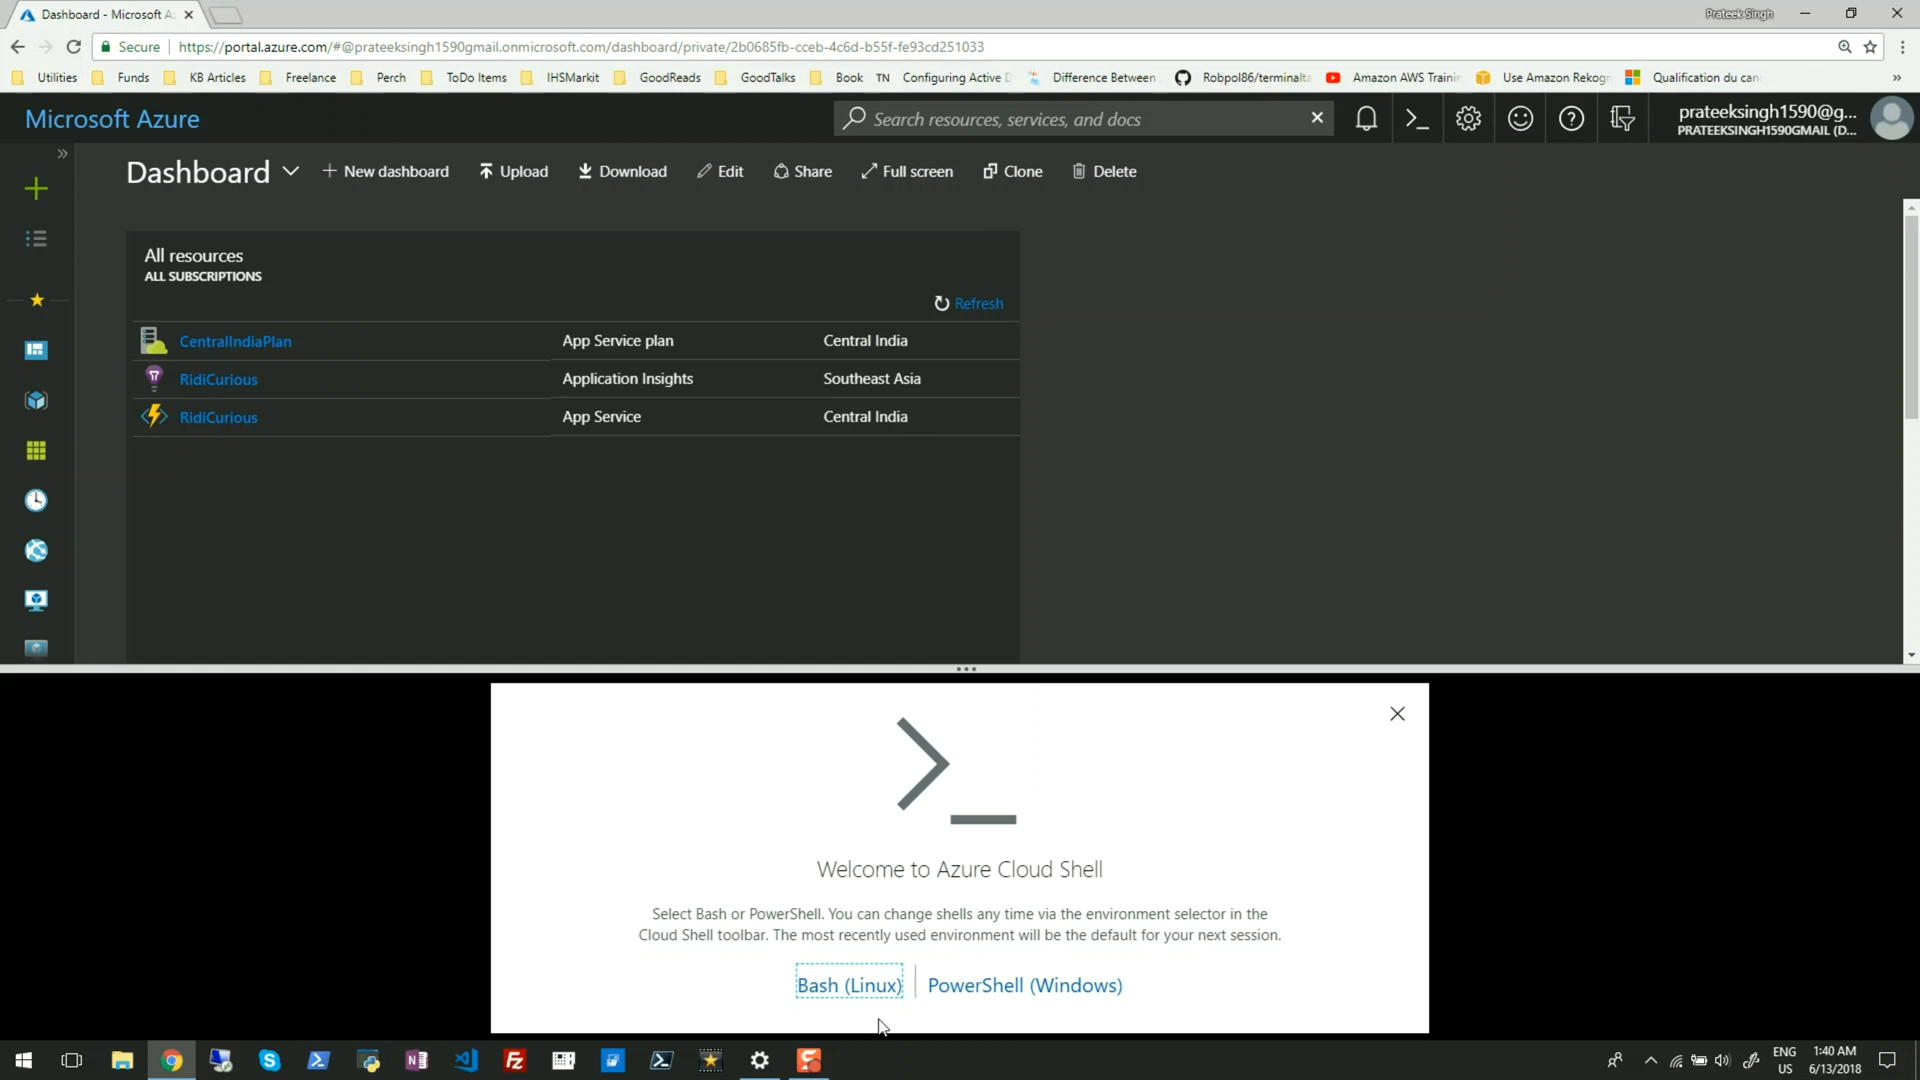 Dashboard - Microsoft A
Prateek Singh
Secure
https://portal.azure.com/#@prateeksingh1590gmail.onmicrosoft.com/dashboard/private/2b0685fb-cceb-4c6d-b55f-fe93cd251033
Utilities Funds KB Articles Freelance Perch ToDo Items IHSMarkit GoodReads GoodTalks Book TN Configuring Active D Difference Between Robpol86/terminalta Amazon AWS Trainin Use Amazon Rekogn Qualification du can »
Microsoft Azure
Search resources, services, and docs
prateeksingh1590@g...
PRATEEKSINGH1590GMAIL (D...
Dashboard
New dashboard Upload Download Edit Share Full screen Clone Delete
All resources
ALL SUBSCRIPTIONS
Refresh
CentralIndiaPlan App Service plan Central India
RidiCurious Application Insights Southeast Asia
RidiCurious App Service Central India
Welcome to Azure Cloud Shell
Select Bash or PowerShell. You can change shells any time via the environment selector in the
Cloud Shell toolbar. The most recently used environment will be the default for your next session.
Bash (Linux) PowerShell (Windows)
ENG
US
1:40 AM
6/13/2018